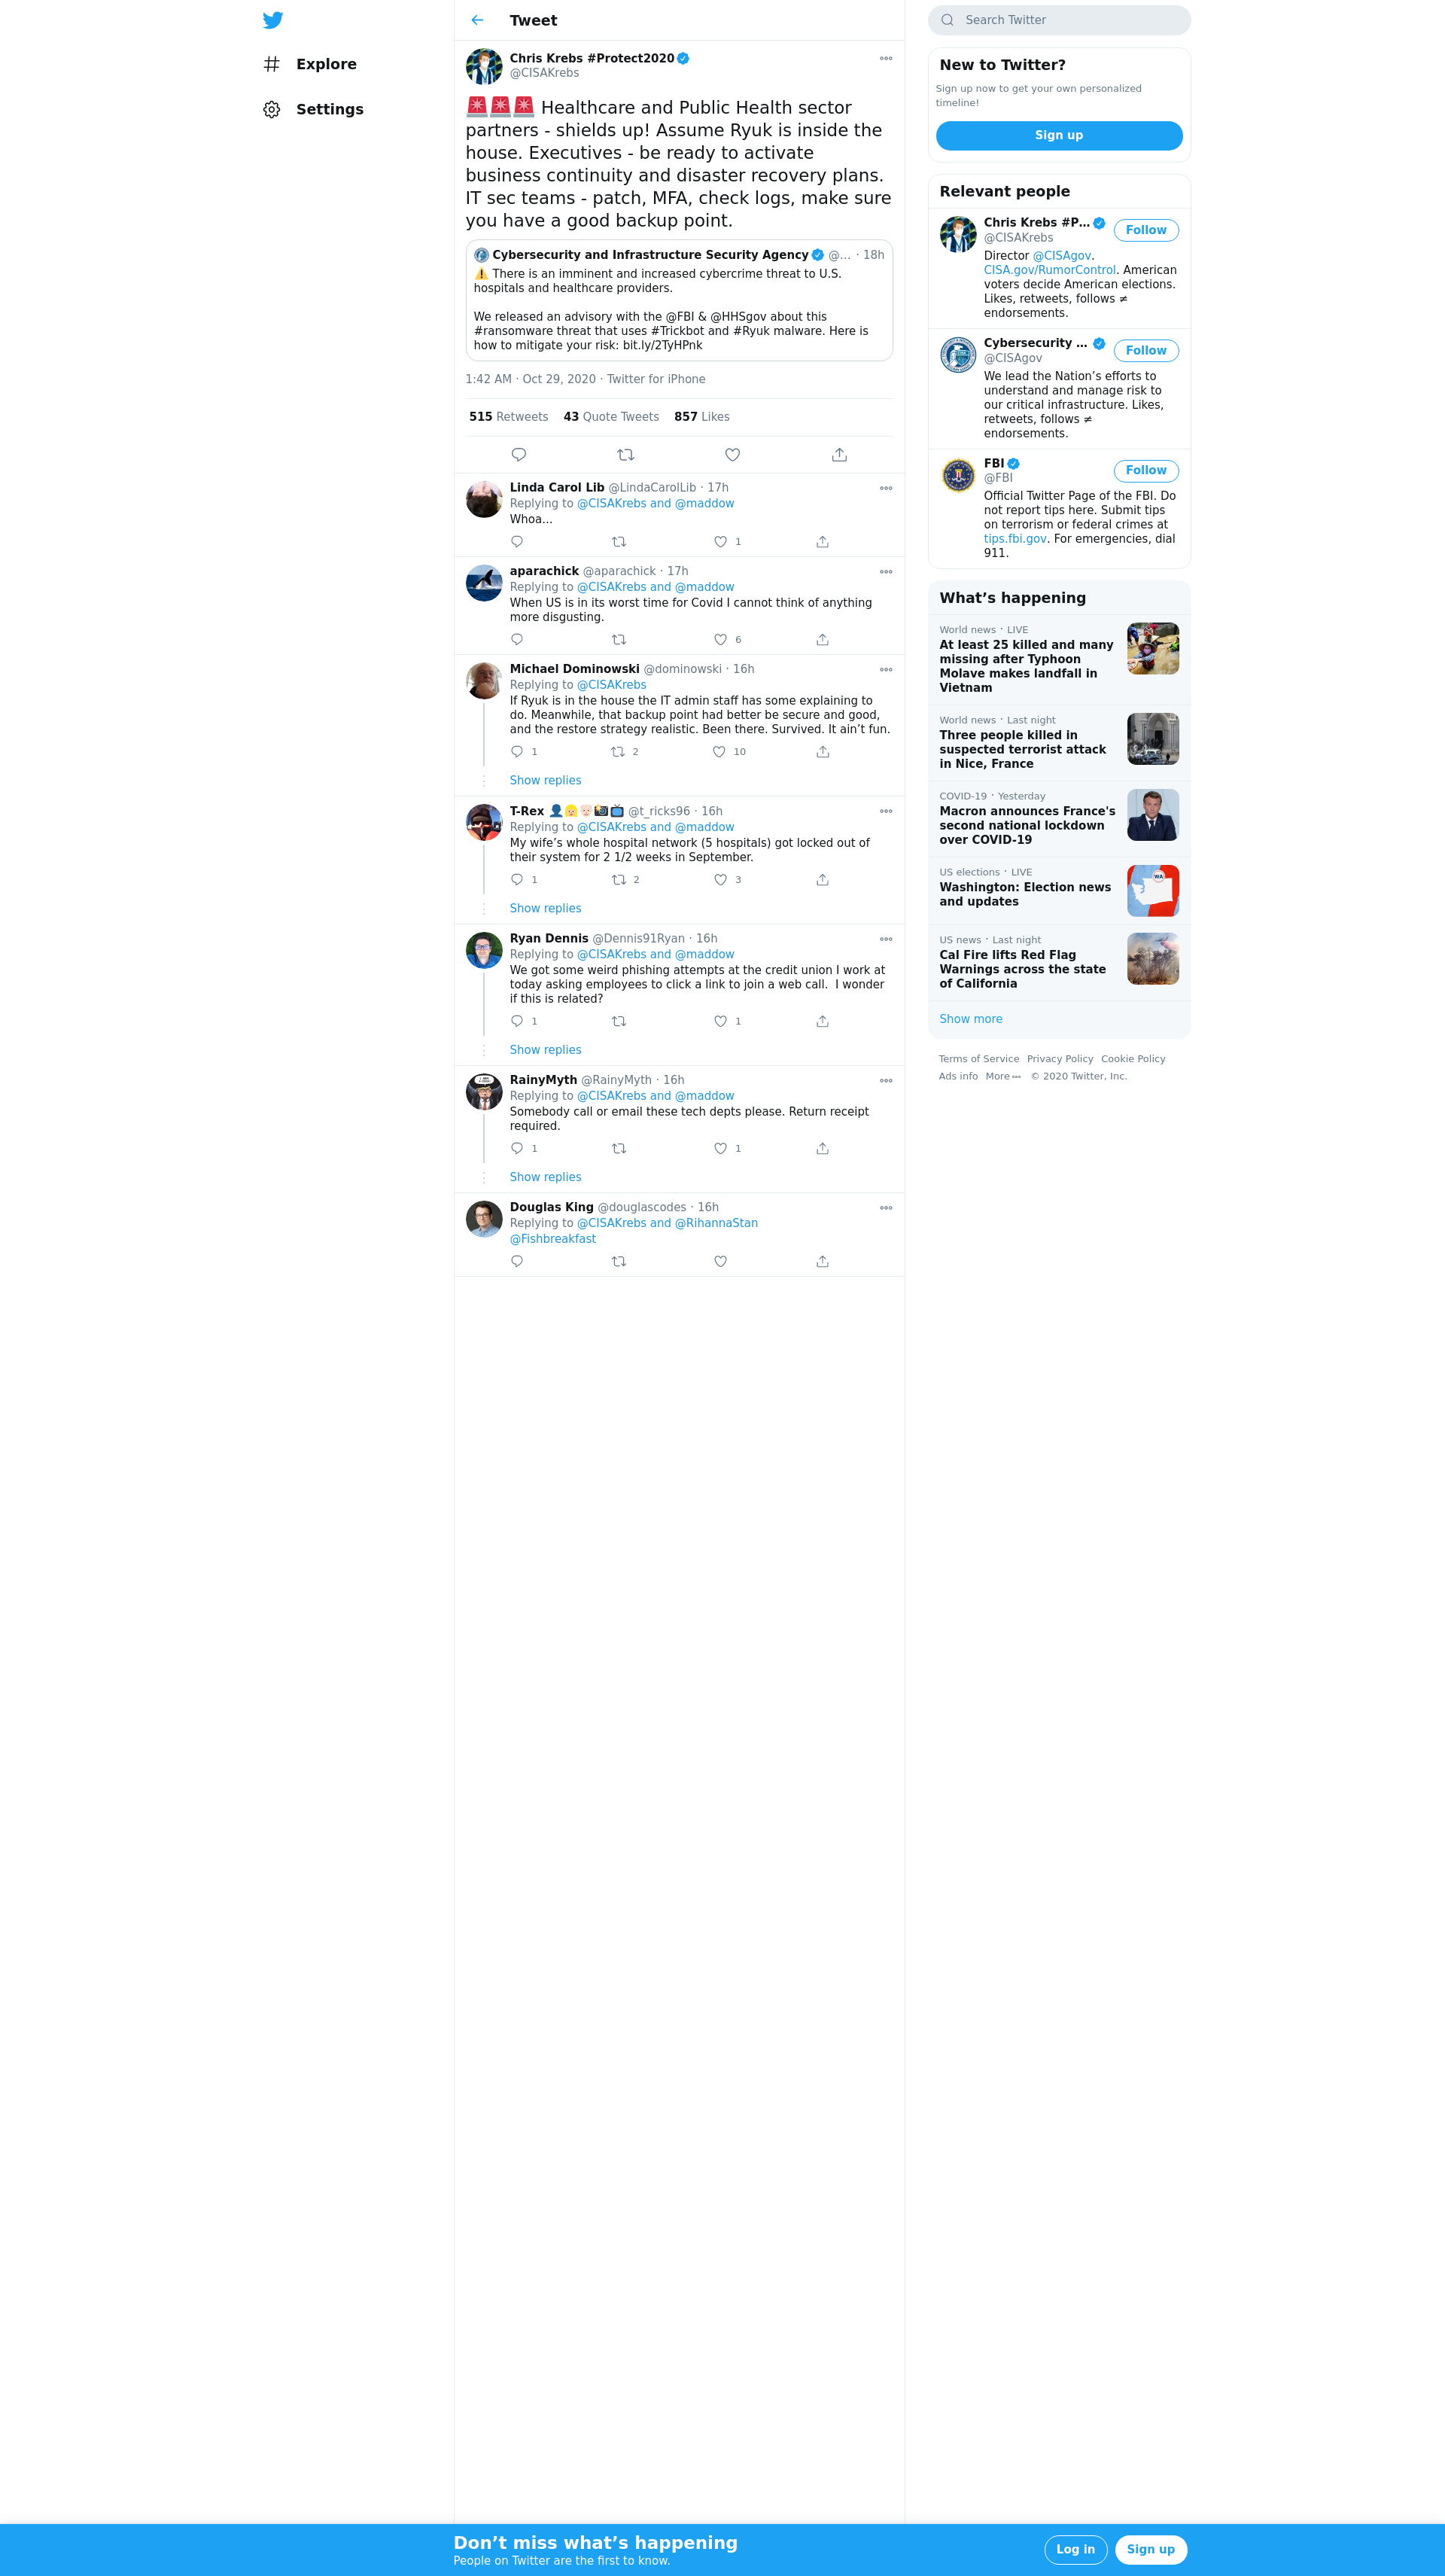 Explore
Settings
Tweet
Chris Krebs #Protect2020
@CISAKrebs
🚨🚨🚨 Healthcare and Public Health sector
partners - shields up! Assume Ryuk is inside the
house. Executives - be ready to activate
business continuity and disaster recovery plans.
IT sec teams - patch, MFA, check logs, make sure
you have a good backup point.
Cybersecurity and Infrastructure Security Agency @… · 18h
⚠️ There is an imminent and increased cybercrime threat to U.S.
hospitals and healthcare providers.
We released an advisory with the @FBI & @HHSgov about this
#ransomware threat that uses #Trickbot and #Ryuk malware. Here is
how to mitigate your risk: bit.ly/2TyHPnk
1:42 AM · Oct 29, 2020 · Twitter for iPhone
515 Retweets 43 Quote Tweets 857 Likes
Linda Carol Lib @LindaCarolLib · 17h
Replying to @CISAKrebs and @maddow
Whoa...
1
aparachick @aparachick · 17h
Replying to @CISAKrebs and @maddow
When US is in its worst time for Covid I cannot think of anything
more disgusting.
6
Michael Dominowski @dominowski · 16h
Replying to @CISAKrebs
If Ryuk is in the house the IT admin staff has some explaining to
do. Meanwhile, that backup point had better be secure and good,
and the restore strategy realistic. Been there. Survived. It ain’t fun.
1 2 10
Show replies
T-Rex @t_ricks96 · 16h
Replying to @CISAKrebs and @maddow
My wife’s whole hospital network (5 hospitals) got locked out of
their system for 2 1/2 weeks in September.
1 2 3
Show replies
Ryan Dennis @Dennis91Ryan · 16h
Replying to @CISAKrebs and @maddow
We got some weird phishing attempts at the credit union I work at
today asking employees to click a link to join a web call. I wonder
if this is related?
1 1
Show replies
RainyMyth @RainyMyth · 16h
Replying to @CISAKrebs and @maddow
Somebody call or email these tech depts please. Return receipt
required.
1 1
Show replies
Douglas King @douglascodes · 16h
Replying to @CISAKrebs and @RihannaStan
@Fishbreakfast
Search Twitter
New to Twitter?
Sign up now to get your own personalized
timeline!
Sign up
Relevant people
Chris Krebs #P…
Follow
@CISAKrebs
Director @CISAgov.
CISA.gov/RumorControl. American
voters decide American elections.
Likes, retweets, follows ≠
endorsements.
Cybersecurity …
Follow
@CISAgov
We lead the Nation’s efforts to
understand and manage risk to
our critical infrastructure. Likes,
retweets, follows ≠
endorsements.
FBI
Follow
@FBI
Official Twitter Page of the FBI. Do
not report tips here. Submit tips
on terrorism or federal crimes at
tips.fbi.gov. For emergencies, dial
911.
What’s happening
World news · LIVE
At least 25 killed and many
missing after Typhoon
Molave makes landfall in
Vietnam
World news · Last night
Three people killed in
suspected terrorist attack
in Nice, France
COVID-19 · Yesterday
Macron announces France's
second national lockdown
over COVID-19
US elections · LIVE
Washington: Election news
and updates
WA
US news · Last night
Cal Fire lifts Red Flag
Warnings across the state
of California
Show more
Terms of Service Privacy Policy Cookie Policy
Ads info More © 2020 Twitter, Inc.
Don’t miss what’s happening
People on Twitter are the first to know.
Log in
Sign up